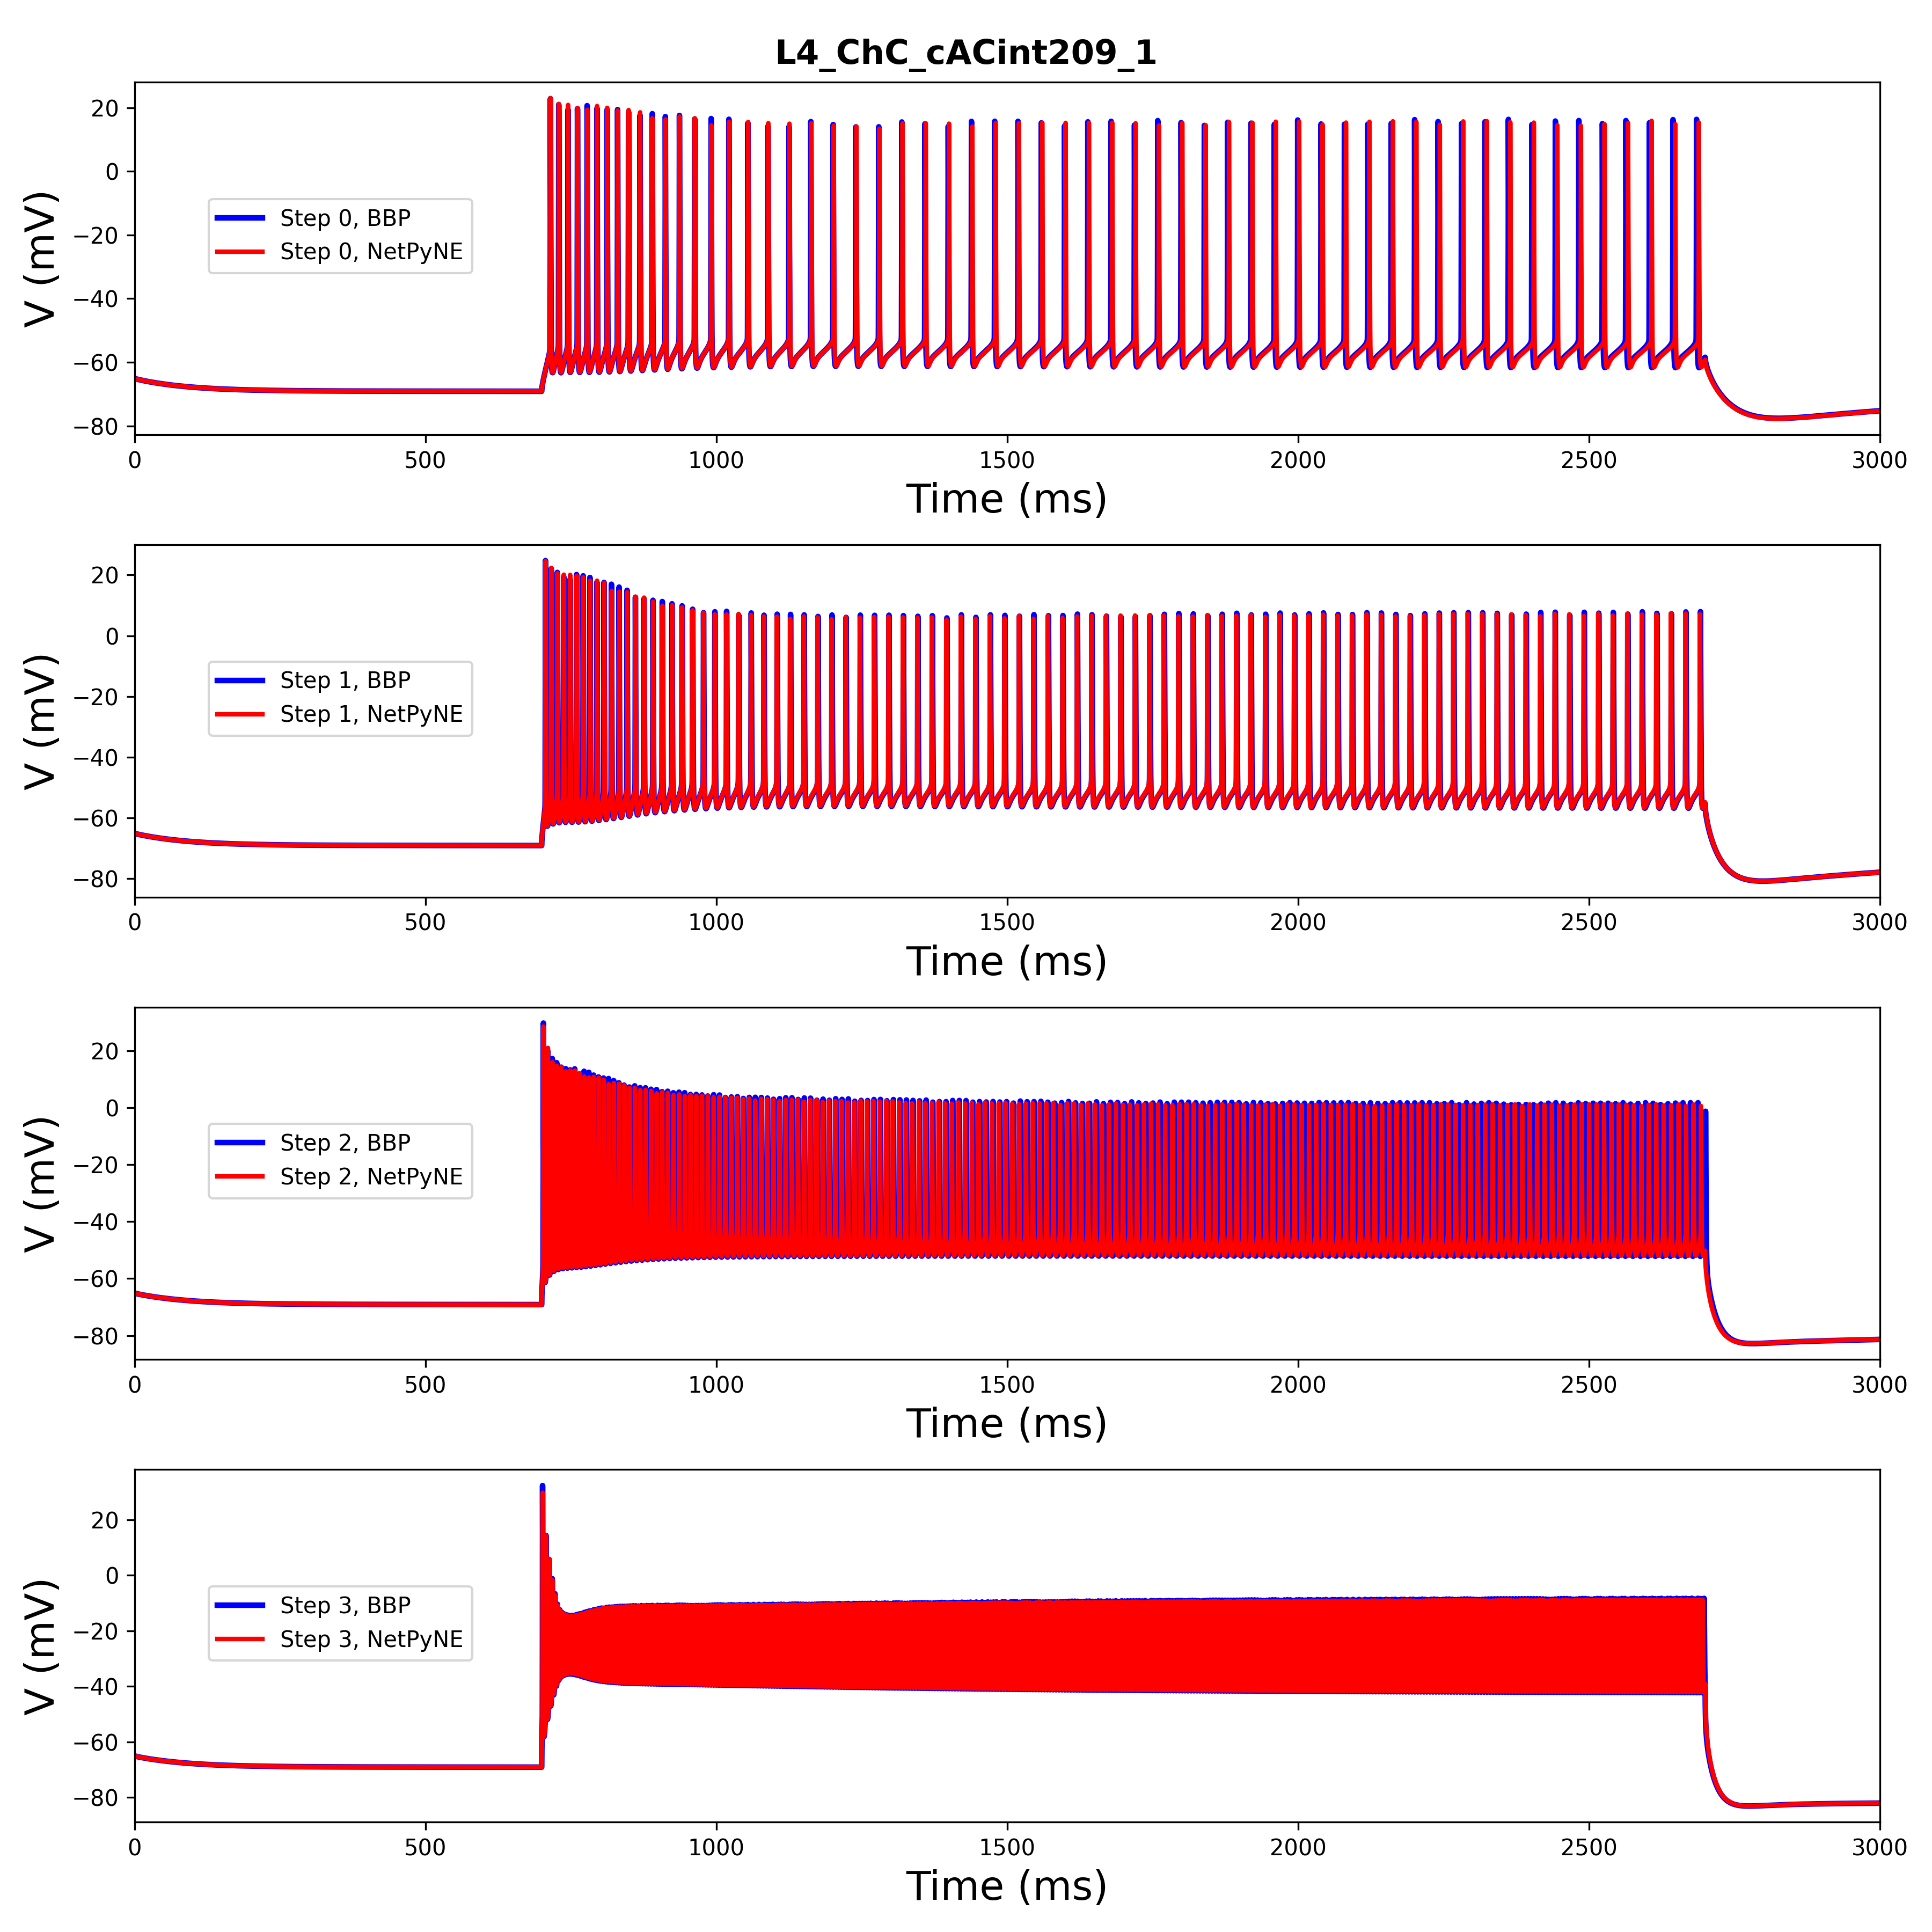 L4_ChC_cACint209_1
V (mV)
20
0
−20
−40
−60
−80
Step 0, BBP
Step 0, NetPyNE
0 500 1000 1500 2000 2500 3000
Time (ms)
V (mV)
20
0
−20
−40
−60
−80
Step 1, BBP
Step 1, NetPyNE
0 500 1000 1500 2000 2500 3000
Time (ms)
V (mV)
20
0
−20
−40
−60
−80
Step 2, BBP
Step 2, NetPyNE
0 500 1000 1500 2000 2500 3000
Time (ms)
V (mV)
20
0
−20
−40
−60
−80
Step 3, BBP
Step 3, NetPyNE
0 500 1000 1500 2000 2500 3000
Time (ms)